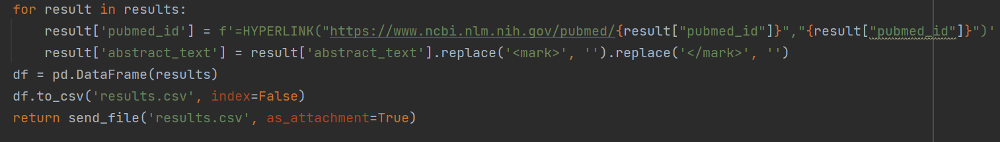 for result in results:
    result['pubmed_id'] = f'=HYPERLINK("https://www.ncbi.nlm.nih.gov/pubmed/{result["pubmed_id"]}","{result["pubmed_id"]}")'
    result['abstract_text'] = result['abstract_text'].replace('<mark>', '').replace('</mark>', '')
df = pd.DataFrame(results)
df.to_csv('results.csv', index=False)
return send_file('results.csv', as_attachment=True)